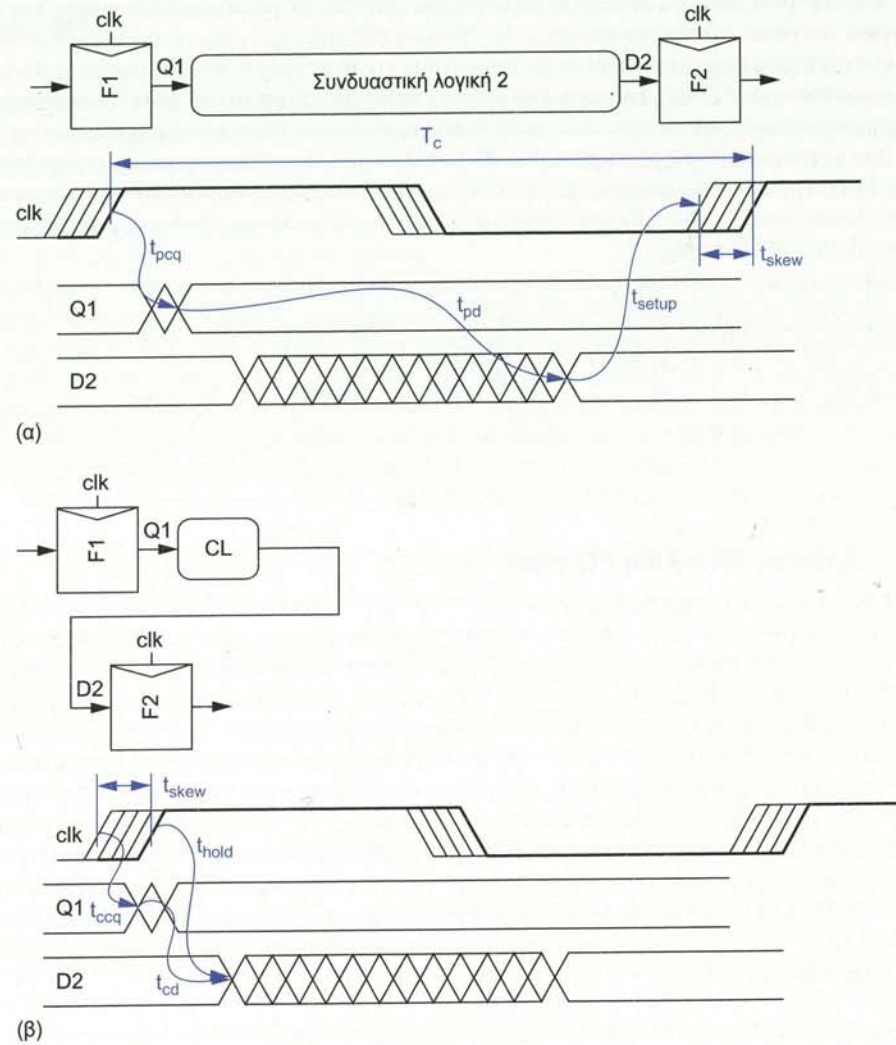 clk
F1
Q1
Συνδυαστική λογική 2
D2
clk
F2
Tc
clk
tpcq
tskew
Q1
tpd
tsetup
D2
(α)
clk
F1
Q1
CL
clk
D2
F2
tskew
clk
thold
Q1
tccq
tcd
D2
(β)